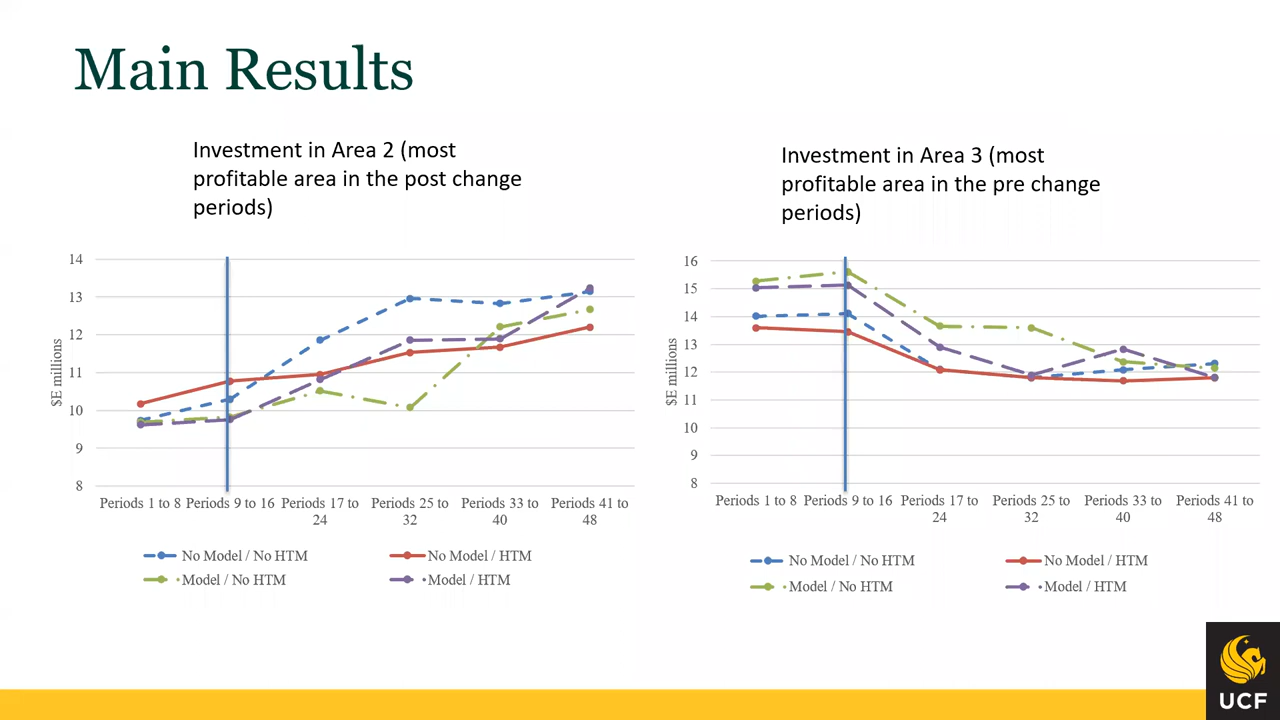 Main Results
Investment in Area 2 (most
profitable area in the post change
periods)
14
13
12
11
10
9
8
$E millions
Periods 1 to 8
Periods 9 to 16
Periods 17 to
24
Periods 25 to
32
Periods 33 to
40
Periods 41 to
48
No Model / No HTM
No Model / HTM
Model / No HTM
Model / HTM
Investment in Area 3 (most
profitable area in the pre change
periods)
16
15
14
13
12
11
10
9
8
$E millions
Periods 1 to 8
Periods 9 to 16
Periods 17 to
24
Periods 25 to
32
Periods 33 to
40
Periods 41 to
48
No Model / No HTM
No Model / HTM
Model / No HTM
Model / HTM
UCF